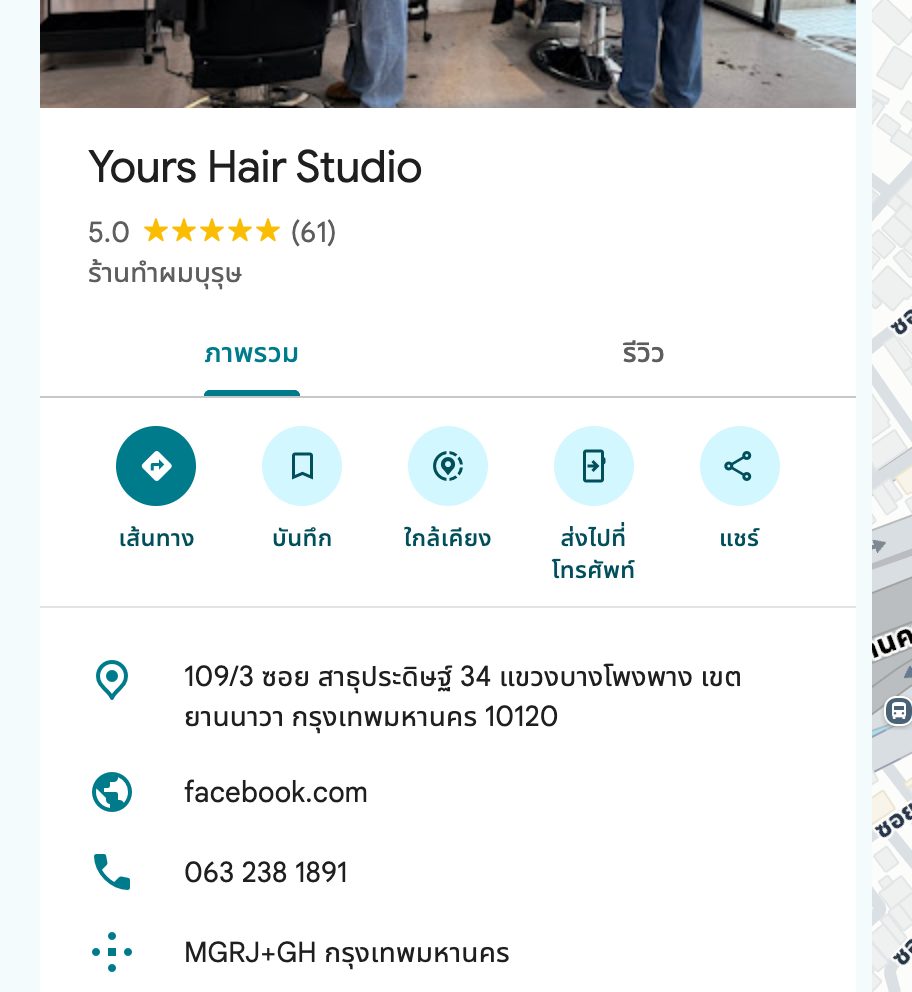 Yours Hair Studio
5.0 (61)
ร้านทำผมบุรุษ
ภาพรวม
รีวิว
เส้นทาง
บันทึก
ใกล้เคียง
ส่งไปที่
โทรศัพท์
แชร์
109/3 ซอย สาธุประดิษฐ์ 34 แขวงบางโพงพาง เขต
ยานนาวา กรุงเทพมหานคร 10120
facebook.com
063 238 1891
MGRJ+GH กรุงเทพมหานคร